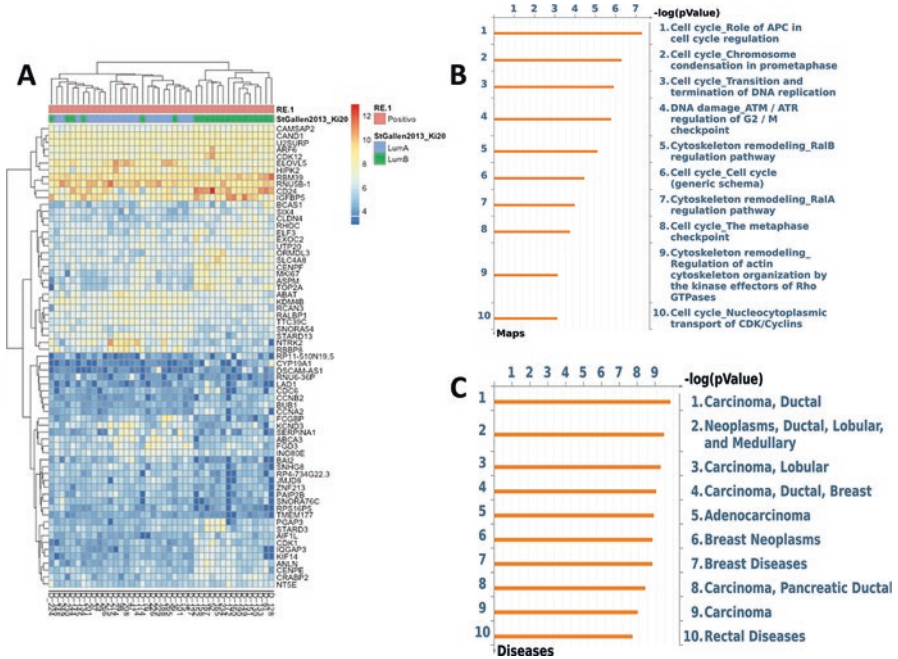 A
RE.1
StGallen2013_Ki20
CAMSAP2
CAND1
U2SURP
ARF6
CDK12
ELOVL5
HIPK2
RBM39
RNU5B-1
CD24
IGFBP5
BCAS1
SIX4
CLDN4
RHOC
ELF3
EXOC2
UTP20
ORMDL3
SLC4A8
CENPF
MKI67
ASPM
TOP2A
ABAT
KDM4B
RCAN3
RALBP1
TTC39C
SNORA54
STARD13
NTRK2
RBBP8
RP11-510N19.5
CYP19A1
DSCAM-AS1
RNU6-36P
LAD1
CDC6
CCNB2
BUB1
CCNA2
FCGBP
KCND3
SERPINA1
ABCA3
FGD3
INO80E
BAI2
SNHG8
RP4-734G22.3
JMJD8
ZNF213
PAIP2B
SNORA76C
RPS16P5
TMEM177
PGAP3
STARD3
AIF1L
CDK1
IQGAP3
KIF14
ANLN
CENPE
CRABP2
NT5E
12
10
8
6
4
RE.1
Positivo
StGallen2013_Ki20
LumA
LumB
B
1 2 3 4 5 6 7
-log(pValue)
1
2
3
4
5
6
7
8
9
10
Maps
1. Cell cycle_Role of APC in
cell cycle regulation
2. Cell cycle_Chromosome
condensation in prometaphase
3. Cell cycle_Transition and
termination of DNA replication
4. DNA damage_ATM / ATR
regulation of G2 / M
checkpoint
5. Cytoskeleton remodeling_RalB
regulation pathway
6. Cell cycle_Cell cycle
(generic schema)
7. Cytoskeleton remodeling_RalA
regulation pathway
8. Cell cycle_The metaphase
checkpoint
9. Cytoskeleton remodeling_
Regulation of actin
cytoskeleton organization by
the kinase effectors of Rho
GTPases
10. Cell cycle_Nucleocytoplasmic
transport of CDK/Cyclins
C
1 2 3 4 5 6 7 8 9
-log(pValue)
1
2
3
4
5
6
7
8
9
10
Diseases
1. Carcinoma, Ductal
2. Neoplasms, Ductal, Lobular,
and Medullary
3. Carcinoma, Lobular
4. Carcinoma, Ductal, Breast
5. Adenocarcinoma
6. Breast Neoplasms
7. Breast Diseases
8. Carcinoma, Pancreatic Ductal
9. Carcinoma
10. Rectal Diseases